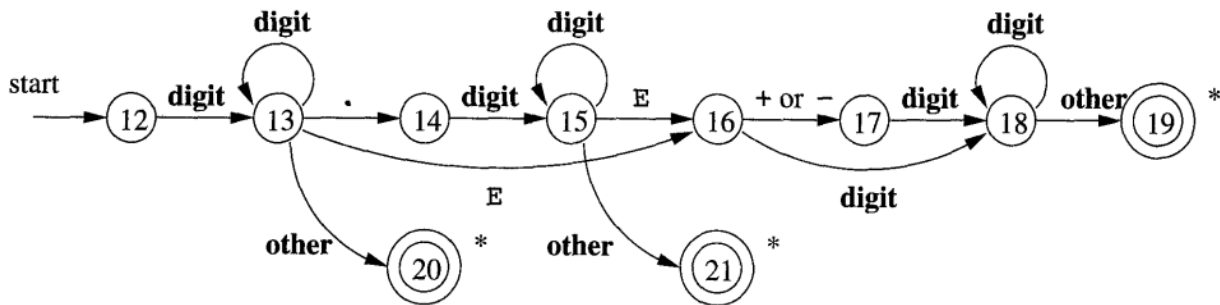 digit digit digit
start digit . digit E + or - digit other *
12 13 14 15 16 17 18 19
E digit
other * other *
20 21